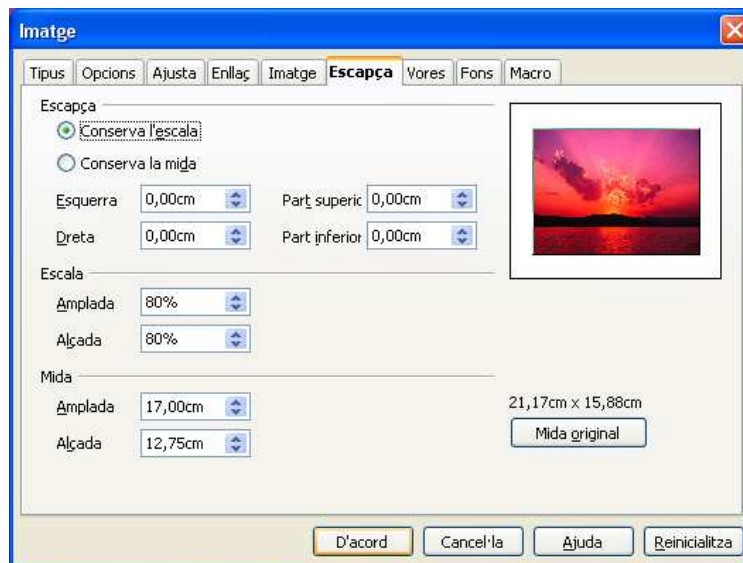 Imatge
Tipus Opcions Ajusta Enllaç Imatge Escapça Vores Fons Macro
Escapça
Conserva l'escala
Conserva la mida
Esquerra 0,00cm Part superic 0,00cm
Dreta 0,00cm Part inferior 0,00cm
Escala
Amplada 80%
Alçada 80%
Mida
Amplada 17,00cm
Alçada 12,75cm
21,17cm x 15,88cm
Mida original
D'acord Cancel·la Ajuda Reinicialitza